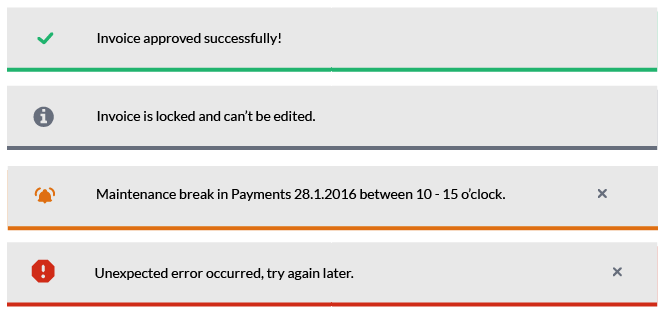 Invoice approved successfully!
Invoice is locked and can’t be edited.
Maintenance break in Payments 28.1.2016 between 10 - 15 o’clock.
Unexpected error occurred, try again later.